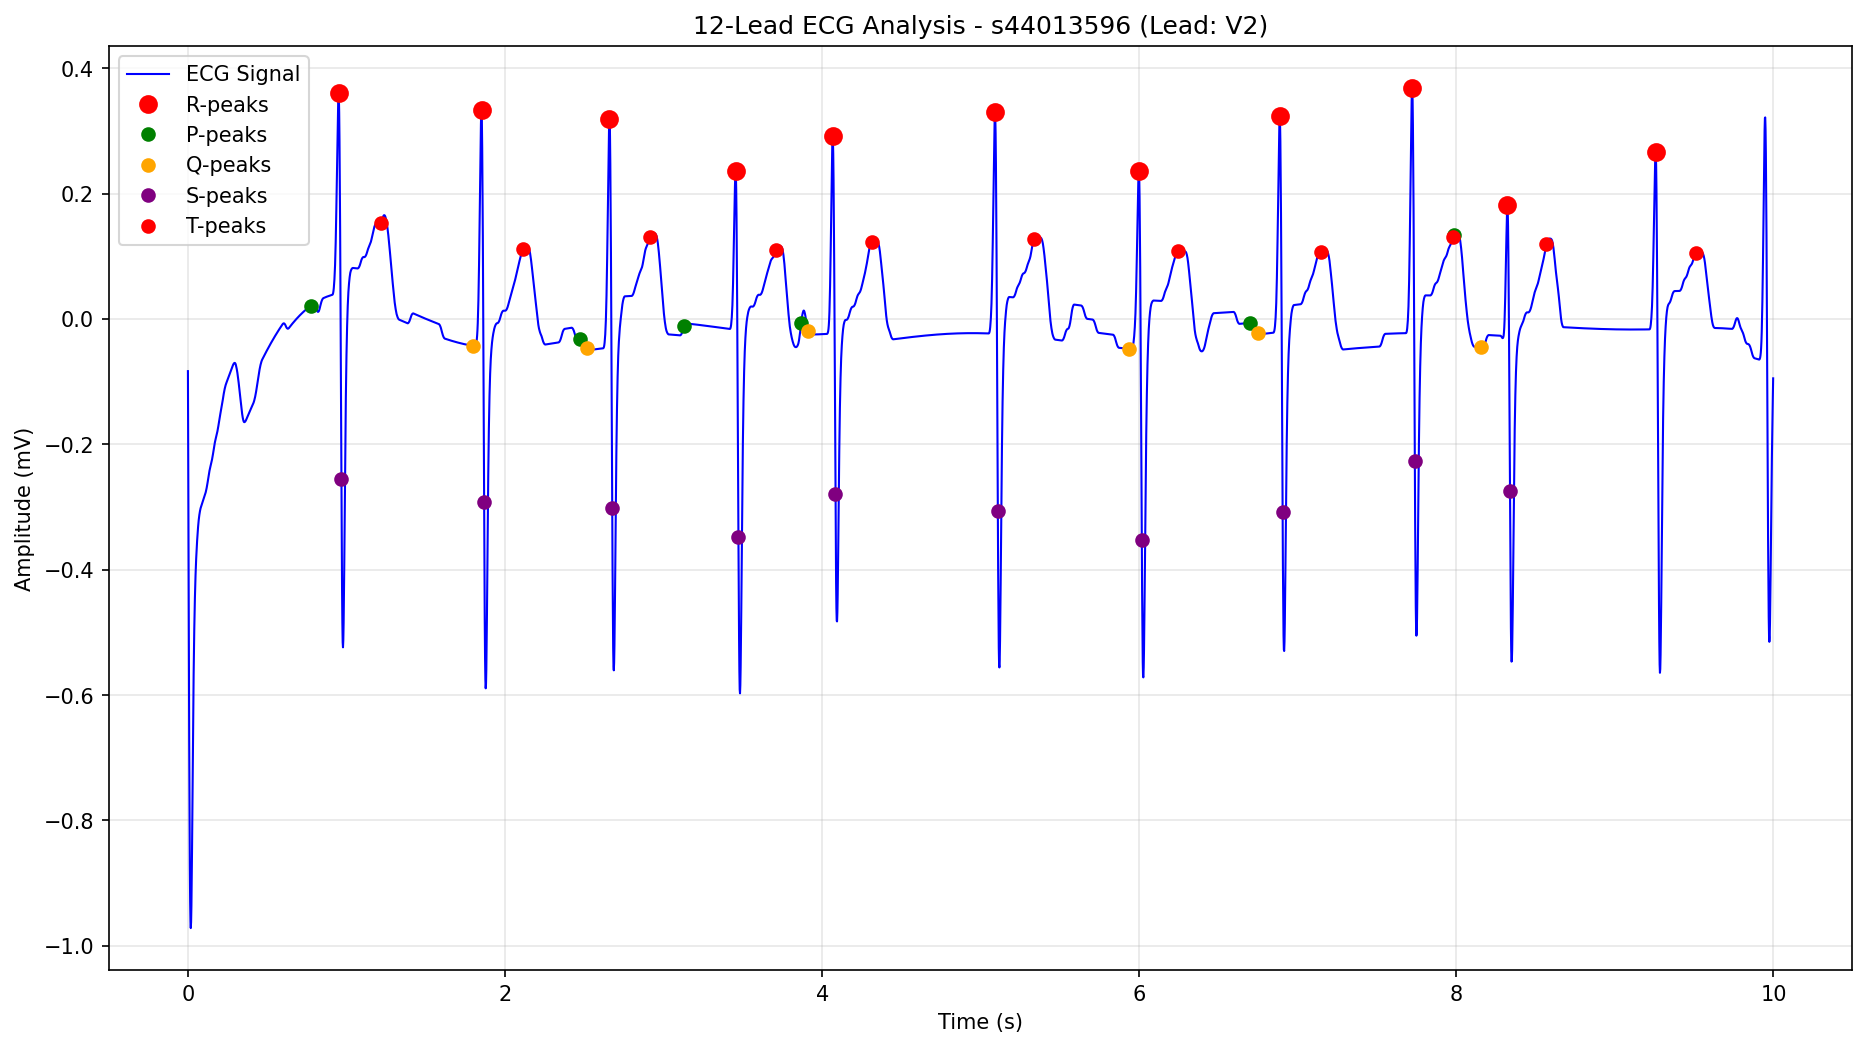 12-Lead ECG Analysis - s44013596 (Lead: V2)
ECG Signal
R-peaks
P-peaks
Q-peaks
S-peaks
T-peaks
Amplitude (mV)
0.4
0.2
0.0
−0.2
−0.4
−0.6
−0.8
−1.0
0 2 4 6 8 10
Time (s)